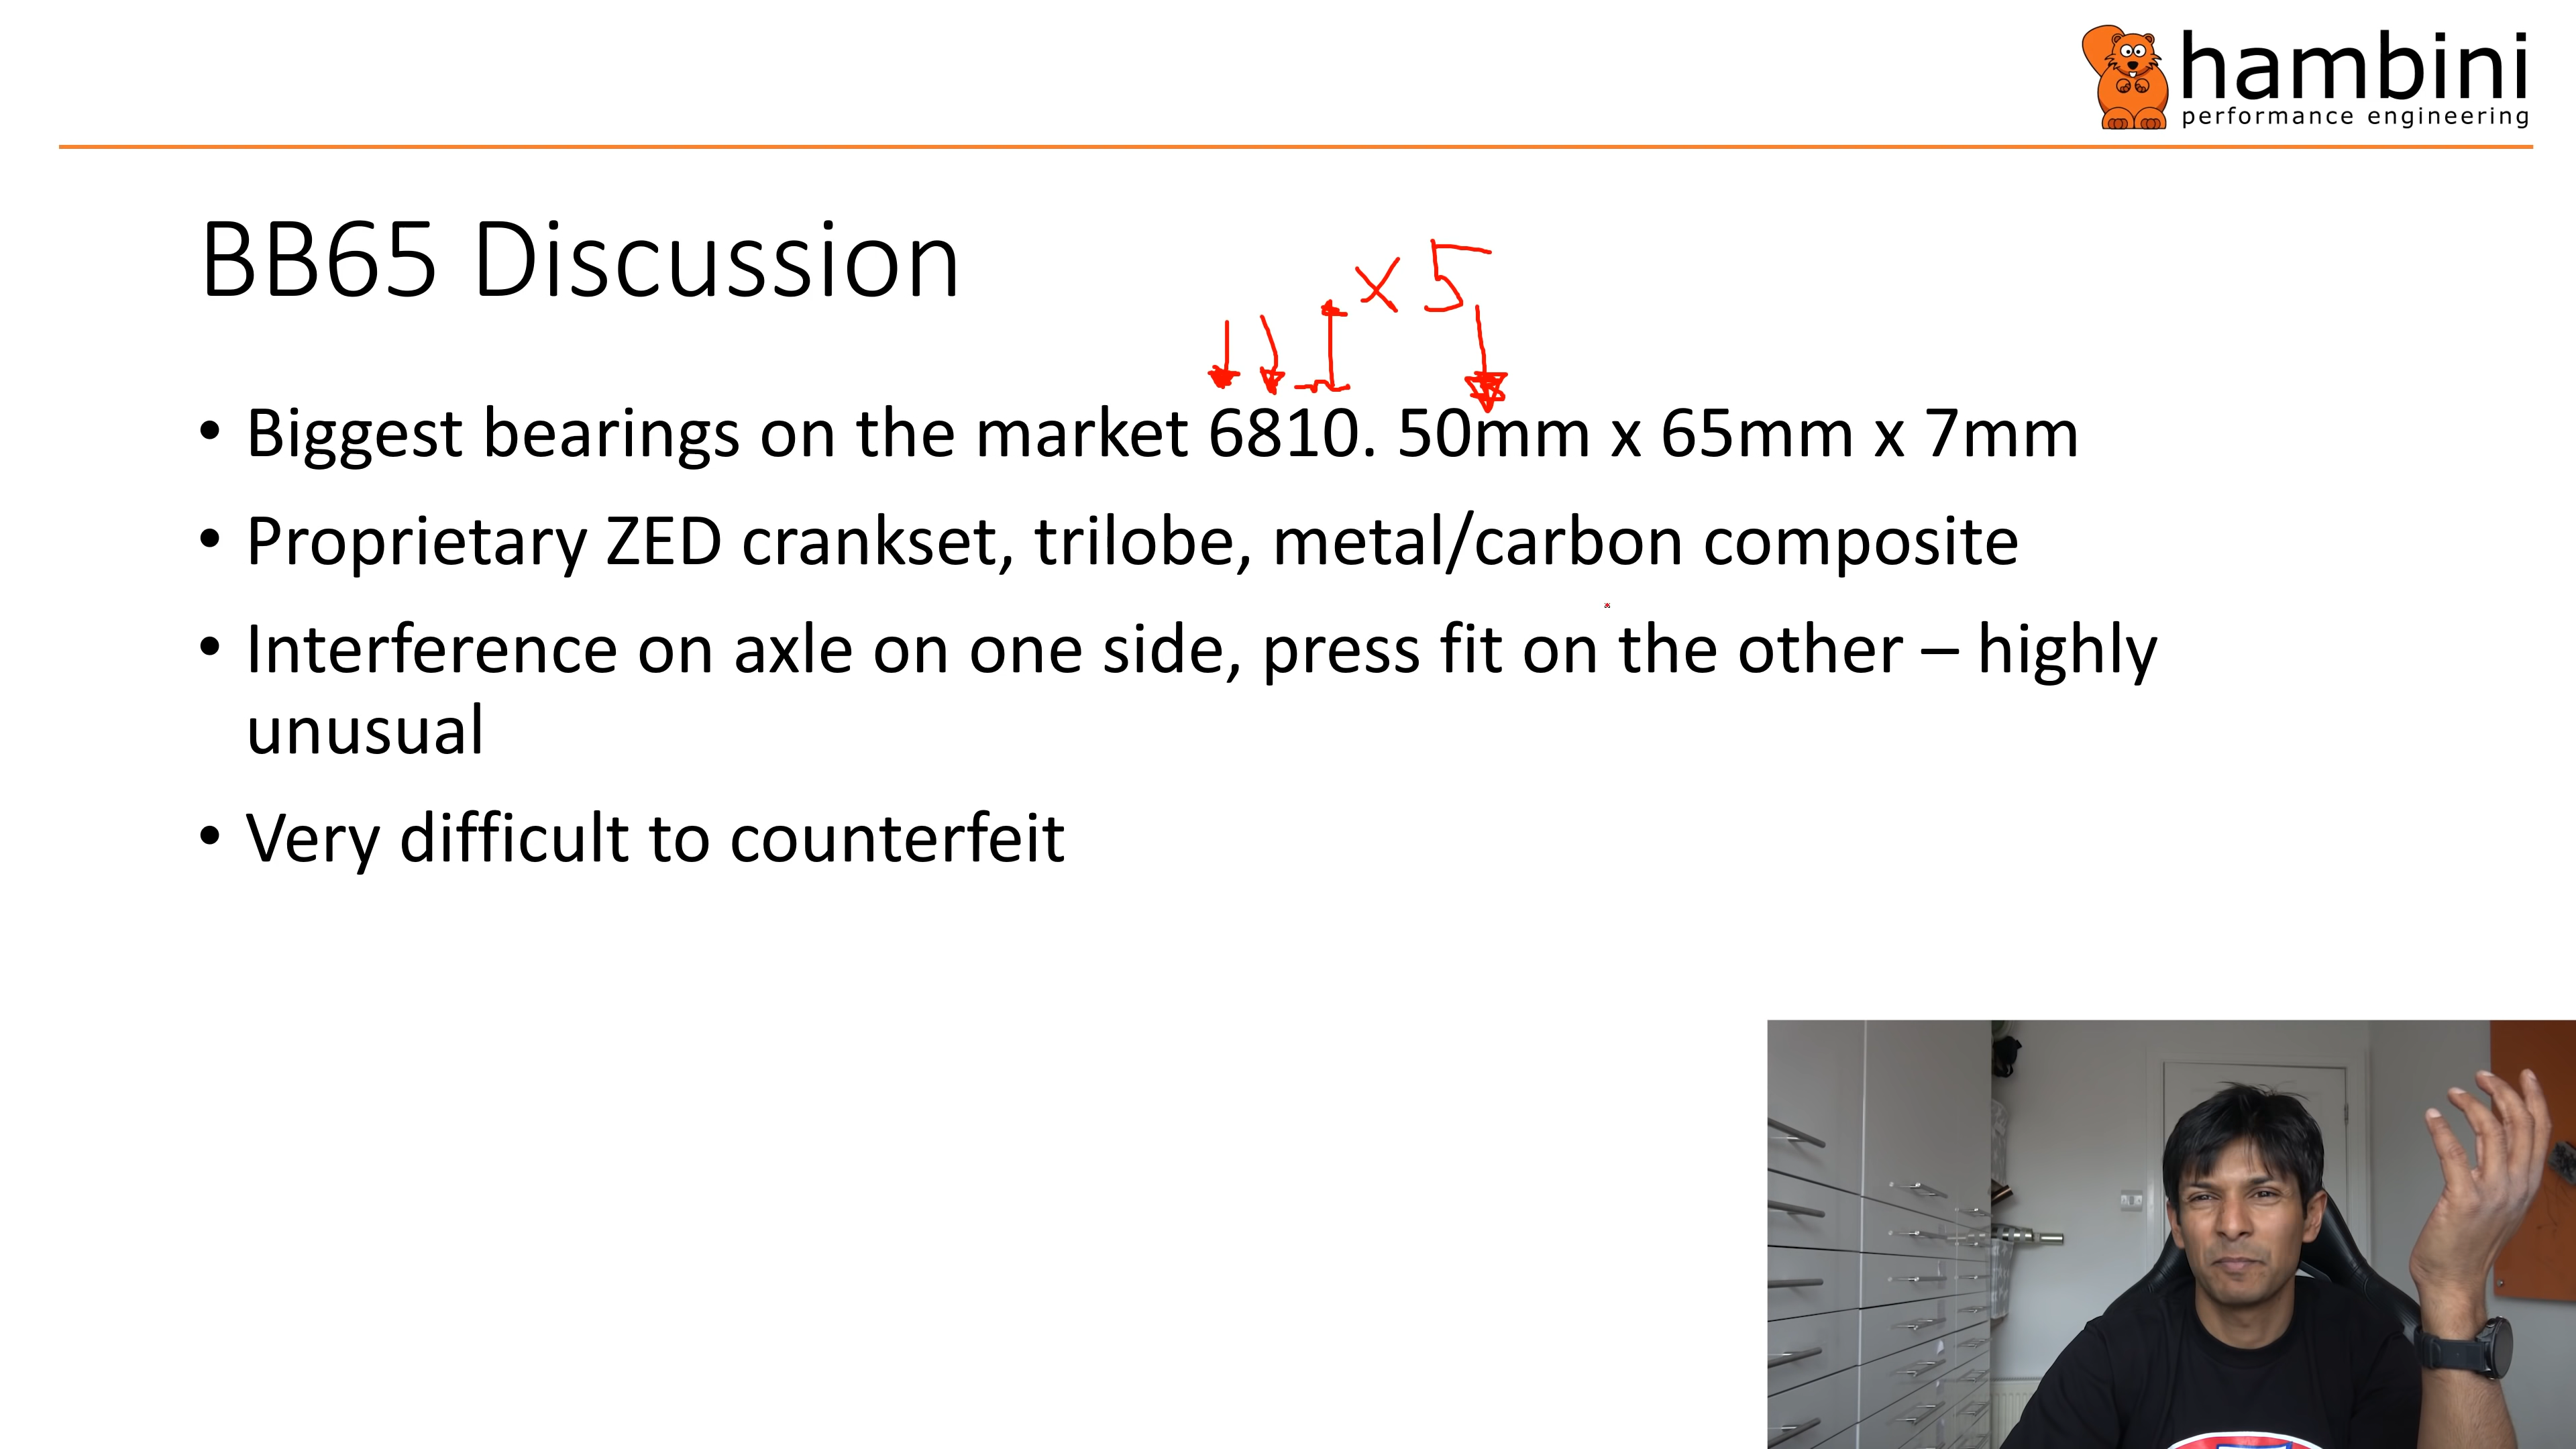 hambini
performance engineering
BB65 Discussion
x 5
• Biggest bearings on the market 6810. 50mm x 65mm x 7mm
• Proprietary ZED crankset, trilobe, metal/carbon composite
• Interference on axle on one side, press fit on the other – highly
unusual
• Very difficult to counterfeit